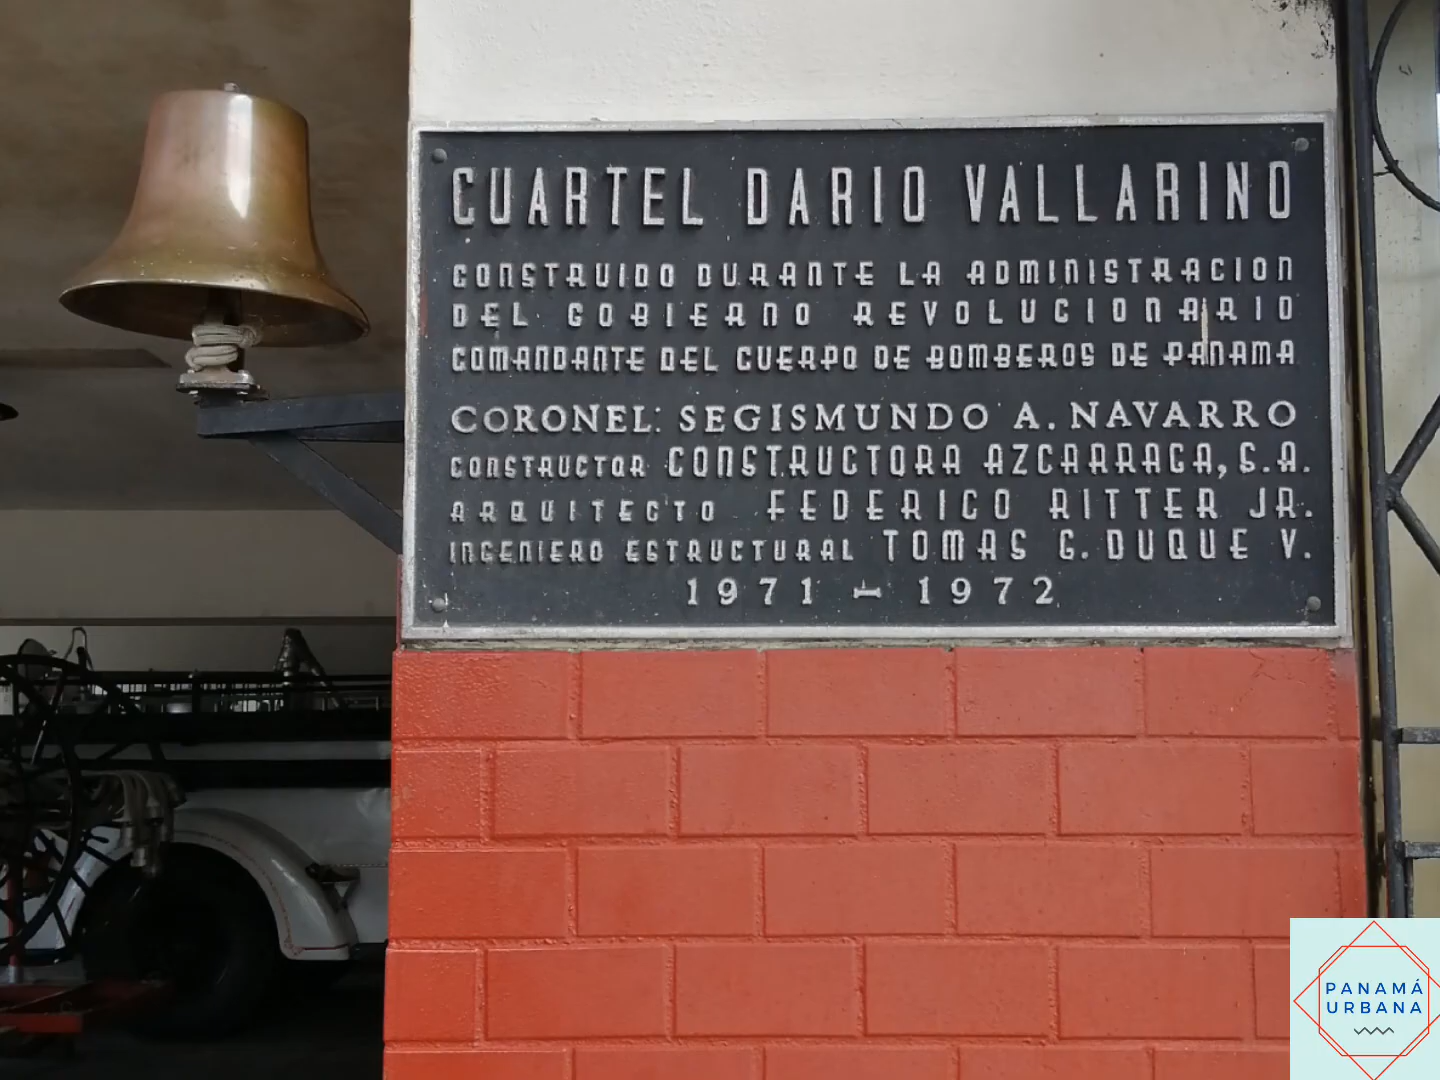 CUARTEL DARIO VALLARINO
CONSTRUIDO DURANTE LA ADMINISTRACION
DEL GOBIERNO REVOLUCIONARIO
COMANDANTE DEL CUERPO DE BOMBEROS DE PANAMA
CORONEL: SEGISMUNDO A. NAVARRO
CONSTRUCTOR CONSTRUCTORA AZCARRAGA, S.A.
ARQUITECTO FEDERICO RITTER JR.
INGENIERO ESTRUCTURAL TOMAS G. DUQUE V.
1971 - 1972
PANAMÁ
URBANA